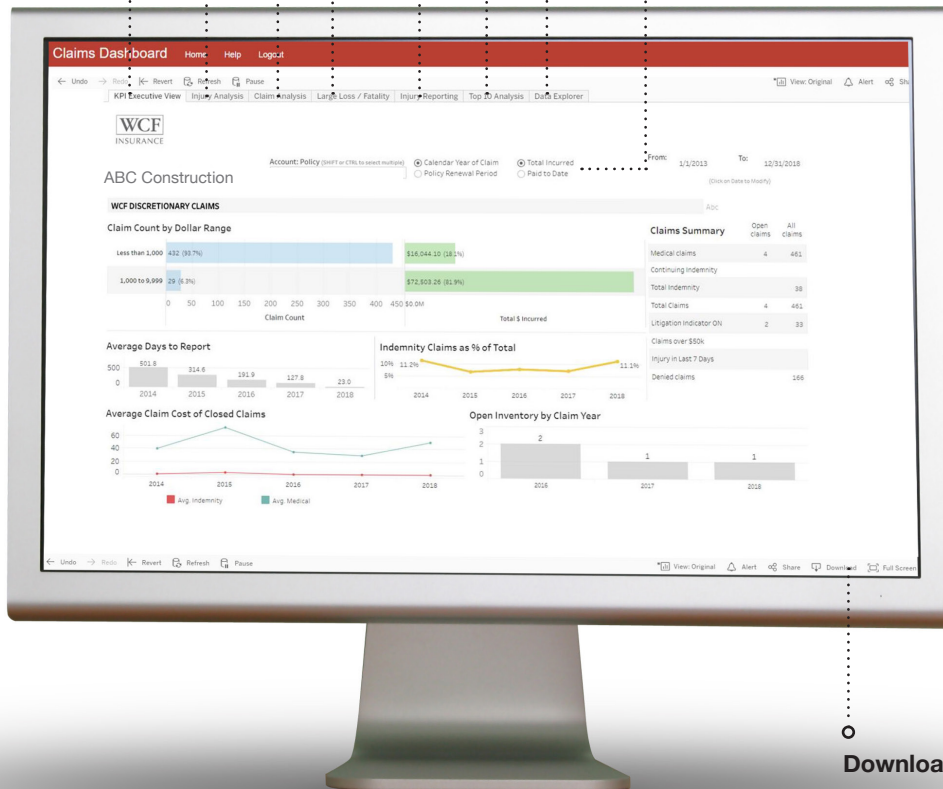 Claims Dashboard Home Help Logout
← Undo → Redo |← Revert Refresh Pause View: Original Alert
KPI Executive View Injury Analysis Claim Analysis Large Loss / Fatality Injury Reporting Top 10 Analysis Data Explorer
WCF
INSURANCE
Account: Policy (SHIFT or CTRL to select multiple) Calendar Year of Claim Total Incurred From: 1/1/2013 To: 12/31/2018
Policy Renewal Period Paid to Date
(Click on Date to Modify)
ABC Construction
WCF DISCRETIONARY CLAIMS Abc
Claim Count by Dollar Range
Less than 1,000 432 (93.7%) $16,044.10 (18.1%)
1,000 to 9,999 29 (6.3%) $72,503.26 (81.9%)
0 50 100 150 200 250 300 350 400 450 $0.0M
Claim Count Total $ Incurred
Claims Summary Open claims All claims
Medical claims 4 461
Continuing Indemnity
Total Indemnity 38
Total Claims 4 461
Litigation Indicator ON 2 33
Claims over $50k
Injury in Last 7 Days
Denied claims 166
Average Days to Report
500 501.8 314.6 191.9 127.8 23.0
0
2014 2015 2016 2017 2018
Indemnity Claims as % of Total
10% 11.2% 11.1%
5%
2014 2015 2016 2017 2018
Average Claim Cost of Closed Claims
60
40
20
0
2014 2015 2016 2017 2018
Avg. Indemnity Avg. Medical
Open Inventory by Claim Year
3
2 2
1 1 1
0
2016 2017 2018
← Undo → Redo |← Revert Refresh Pause View: Original Alert Share Download Full Screen